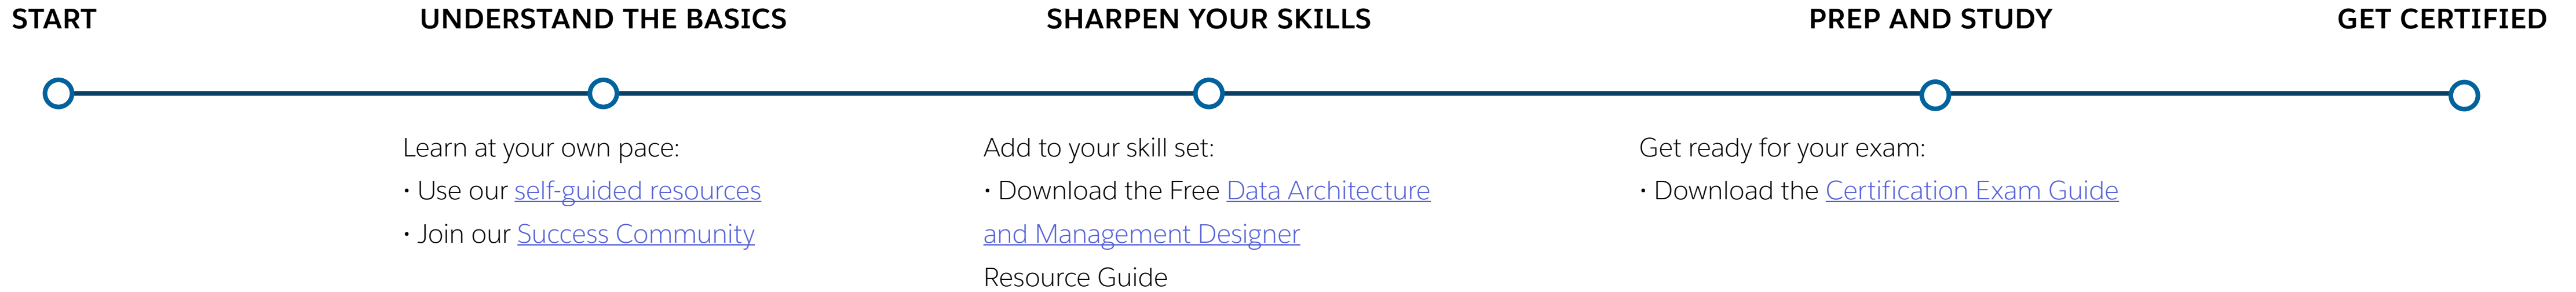 START
UNDERSTAND THE BASICS
SHARPEN YOUR SKILLS
PREP AND STUDY
GET CERTIFIED
Learn at your own pace:
• Use our self-guided resources
• Join our Success Community
Add to your skill set:
• Download the Free Data Architecture
and Management Designer
Resource Guide
Get ready for your exam:
• Download the Certification Exam Guide